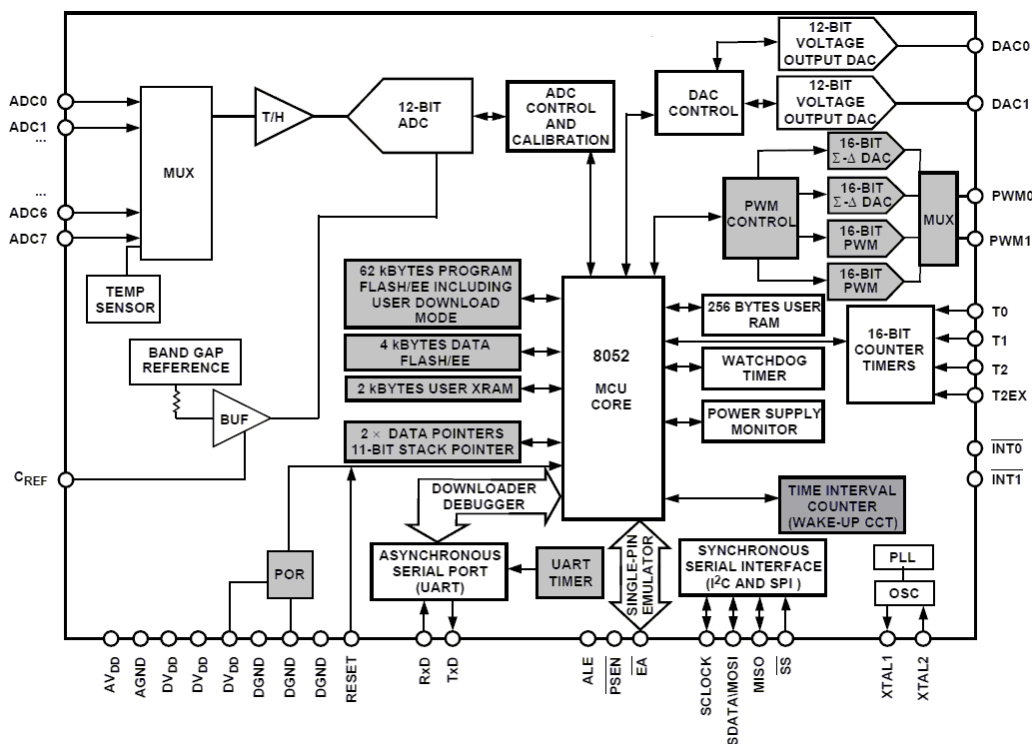 12-BIT
VOLTAGE
OUTPUT DAC
DAC0
ADC0
ADC1
...
...
ADC6
ADC7
MUX
T/H
12-BIT
ADC
ADC
CONTROL
AND
CALIBRATION
DAC
CONTROL
12-BIT
VOLTAGE
OUTPUT DAC
DAC1
16-BIT
Σ-Δ DAC
16-BIT
Σ-Δ DAC
16-BIT
PWM
16-BIT
PWM
PWM
CONTROL
MUX
PWM0
PWM1
TEMP
SENSOR
62 kBYTES PROGRAM
FLASH/EE INCLUDING
USER DOWNLOAD
MODE
4 kBYTES DATA
FLASH/EE
2 kBYTES USER XRAM
2 × DATA POINTERS
11-BIT STACK POINTER
8052
MCU
CORE
256 BYTES USER
RAM
WATCHDOG
TIMER
POWER SUPPLY
MONITOR
16-BIT
COUNTER
TIMERS
T0
T1
T2
T2EX
INT0
INT1
BAND GAP
REFERENCE
BUF
CREF
DOWNLOADER
DEBUGGER
TIME INTERVAL
COUNTER
(WAKE-UP CCT)
POR
ASYNCHRONOUS
SERIAL PORT
(UART)
UART
TIMER
SINGLE-PIN
EMULATOR
SYNCHRONOUS
SERIAL INTERFACE
(I²C AND SPI )
PLL
OSC
AVDD
AGND
DVDD
DVDD
DVDD
DGND
DGND
DGND
RESET
RxD
TxD
ALE
PSEN
EA
SCLOCK
SDATA\MOSI
MISO
SS
XTAL1
XTAL2